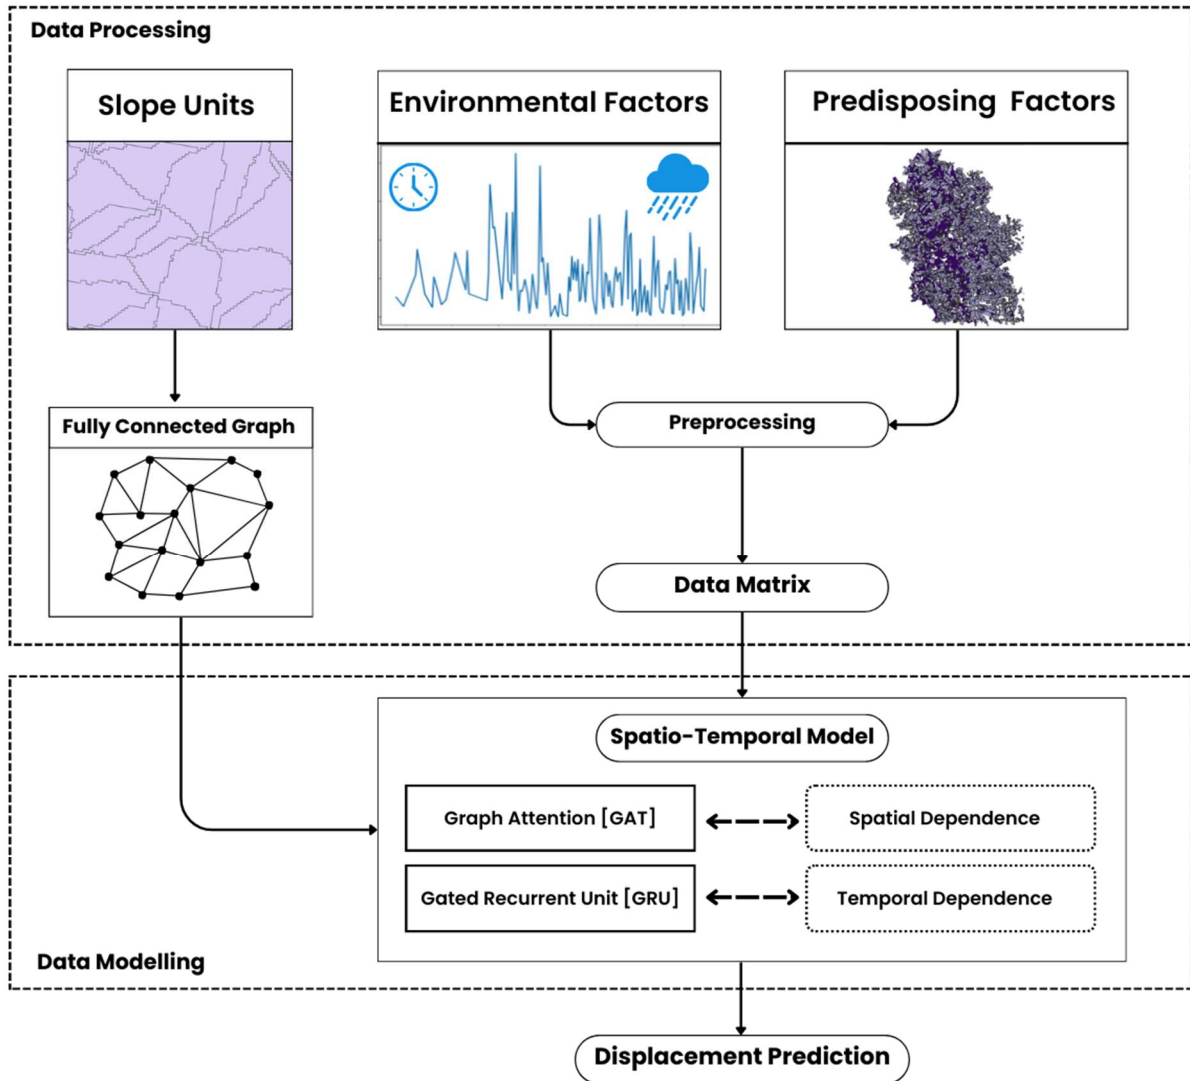 Data Processing
Slope Units
Environmental Factors
Predisposing Factors
Fully Connected Graph
Preprocessing
Data Matrix
Spatio-Temporal Model
Graph Attention [GAT]
Spatial Dependence
Gated Recurrent Unit [GRU]
Temporal Dependence
Data Modelling
Displacement Prediction